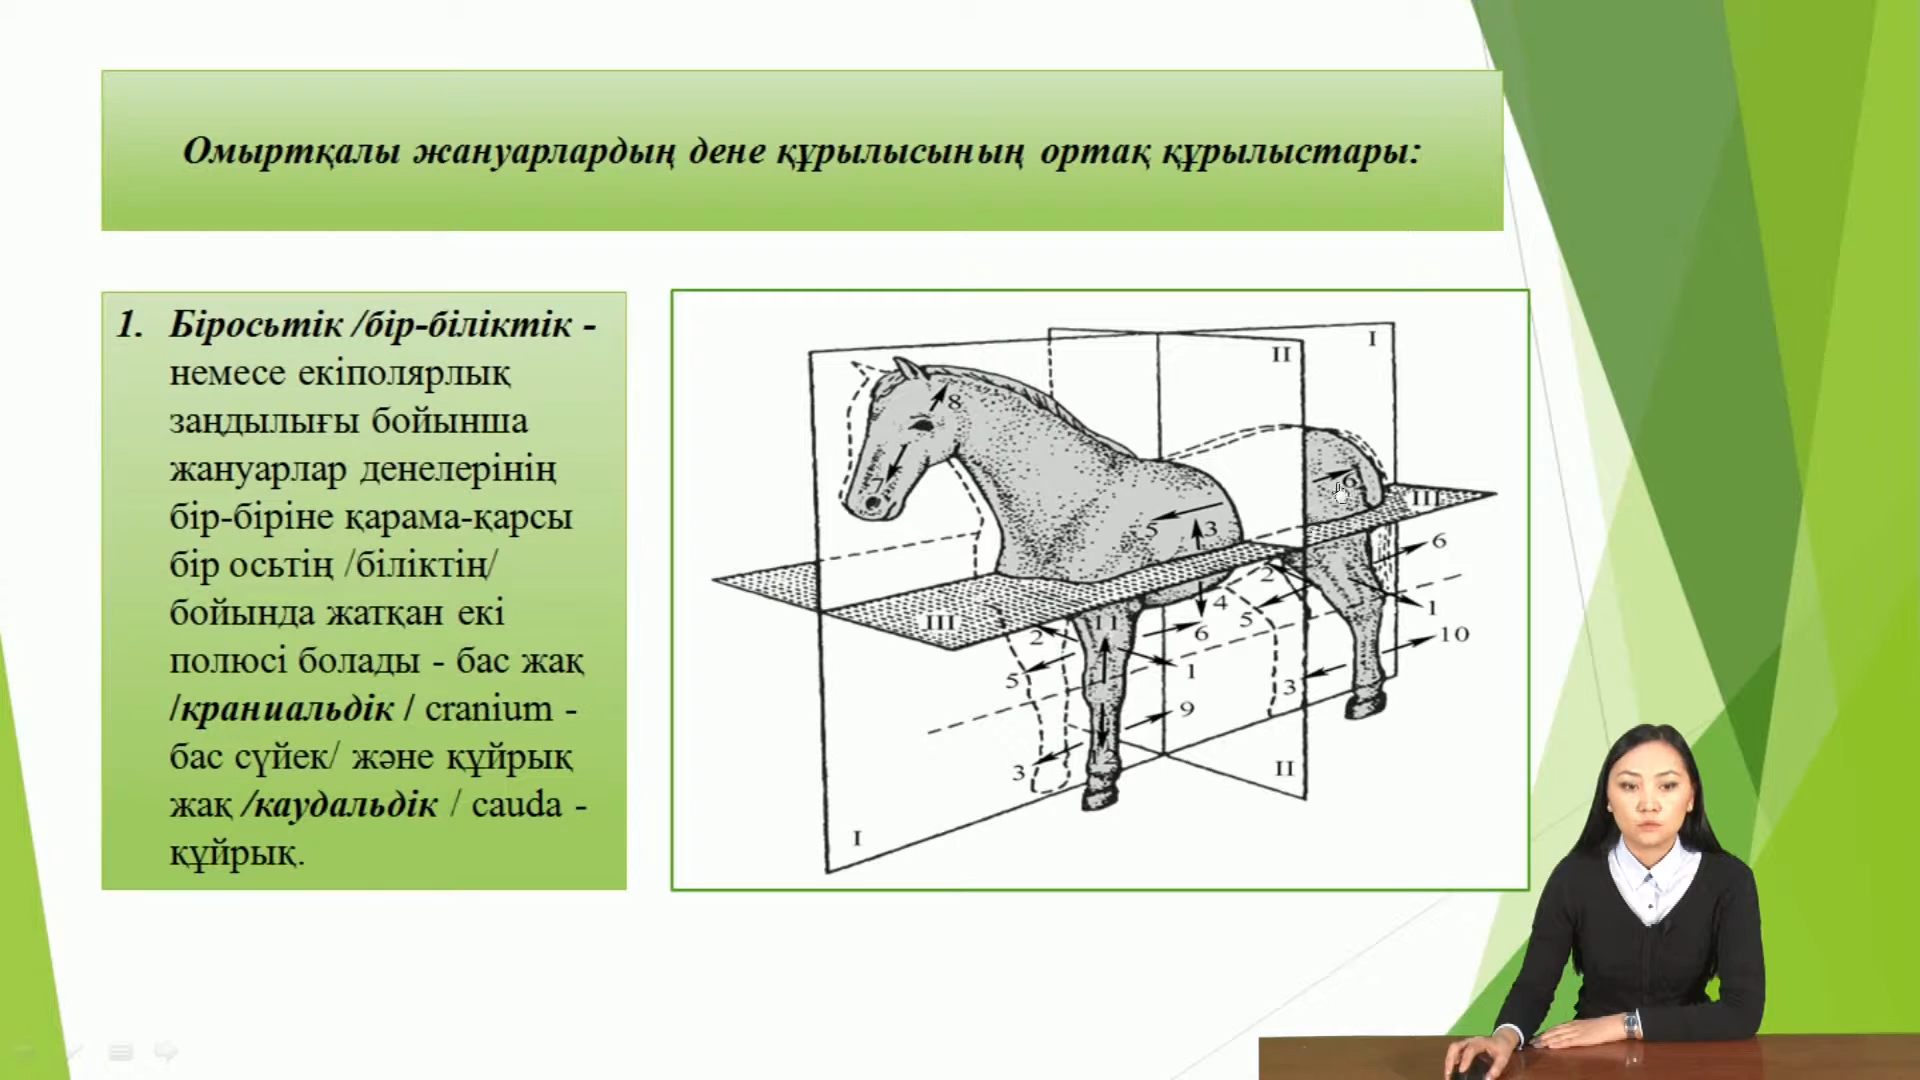 Омыртқалы жануарлардың дене құрылысының ортақ құрылыстары:
1. Біросьтік /бір-біліктік -
немесе екіполярлық
заңдылығы бойынша
жануарлар денелерінің
бір-біріне қарама-қарсы
бір осьтің /біліктің/
бойында жатқан екі
полюсі болады - бас жақ
/краниальдік / cranium -
бас сүйек/ және құйрық
жақ /каудальдік / cauda -
құйрық.
I
II
8
7
6
III
5
3
6
2
4
5
1
III
2
11
6
10
5
1
3
9
12
3
II
I